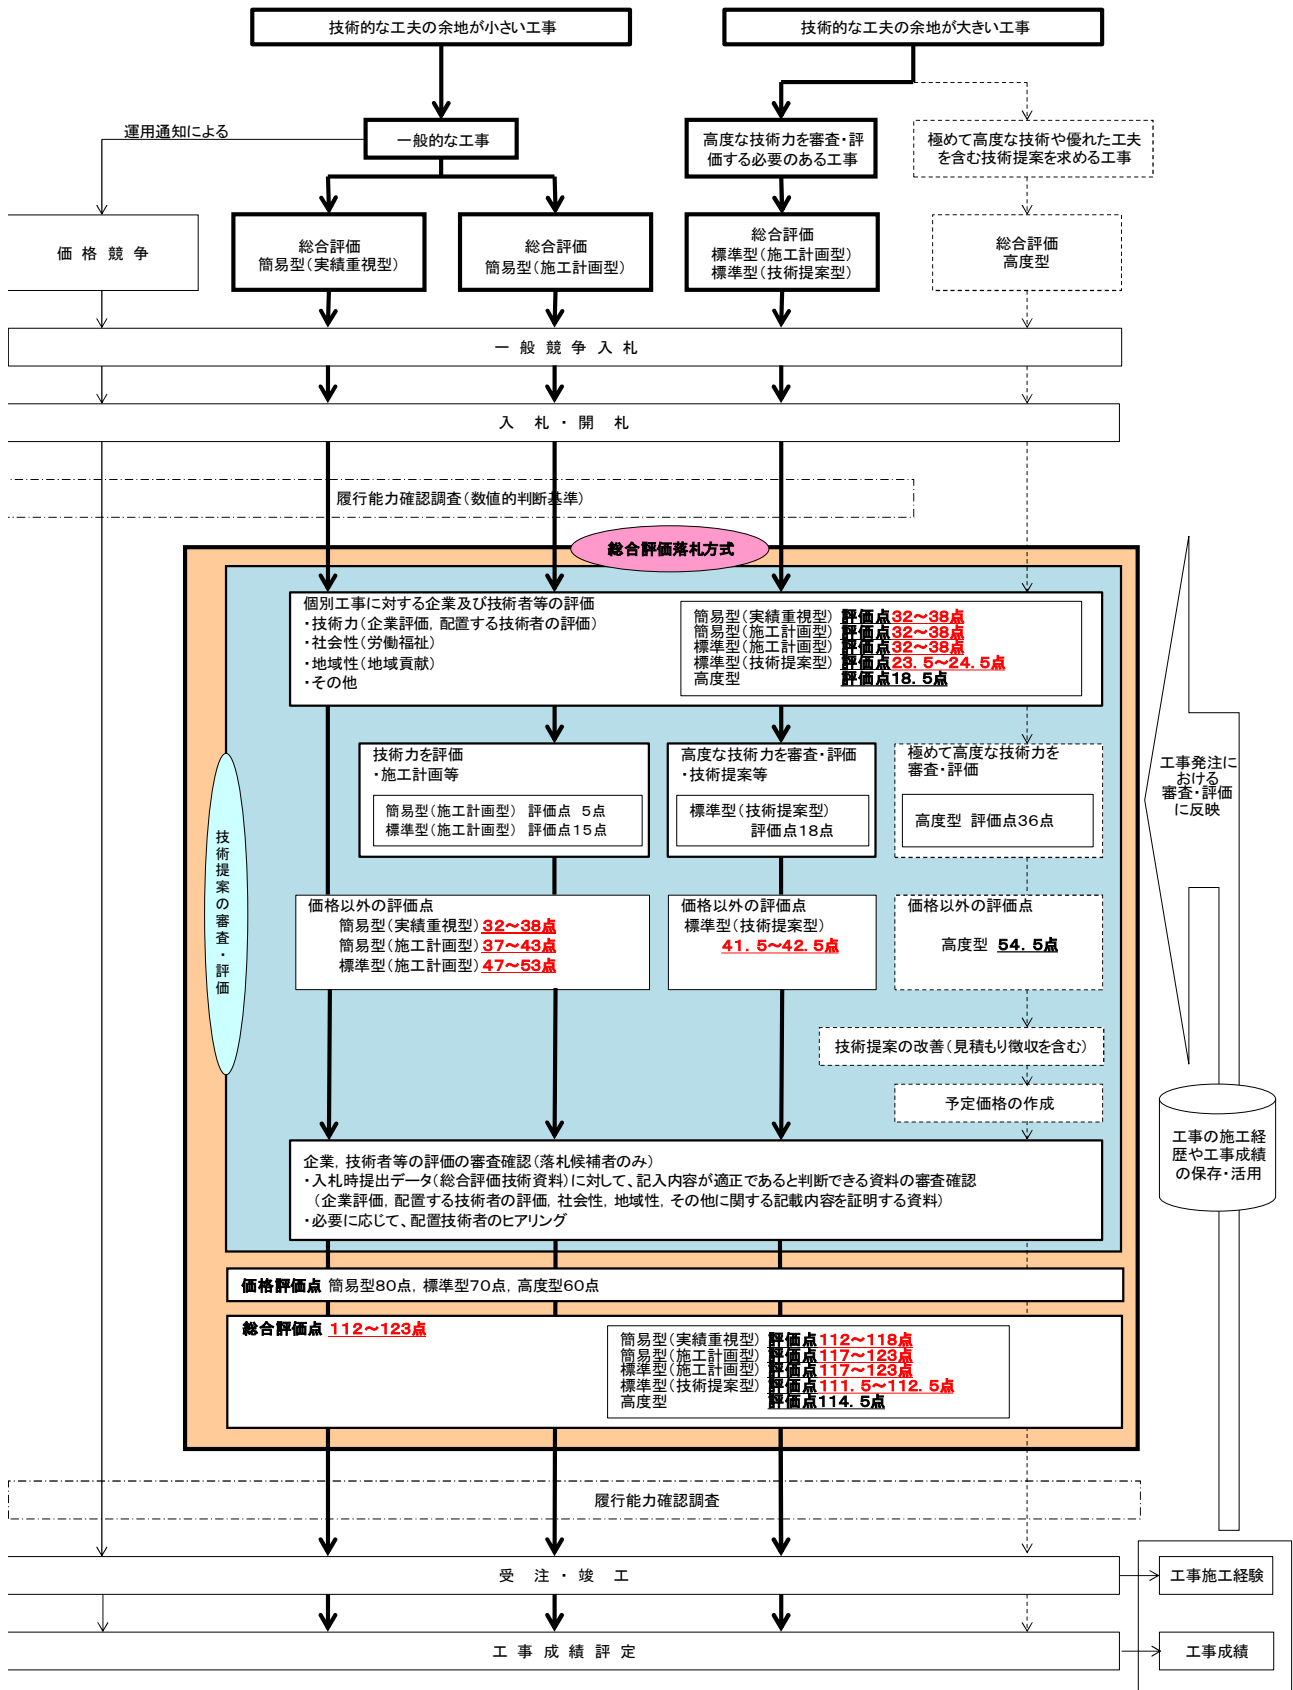 技術的な工夫の余地が小さい工事
技術的な工夫の余地が大きい工事
運用通知による
一般的な工事
高度な技術力を審査・評
価する必要のある工事
極めて高度な技術や優れた工夫
を含む技術提案を求める工事
価 格 競 争
総合評価
簡易型（実績重視型）
総合評価
簡易型（施工計画型）
総合評価
標準型（施工計画型）
標準型（技術提案型）
総合評価
高度型
一 般 競 争 入 札
入 札 ・ 開 札
履行能力確認調査（数値的判断基準）
総合評価落札方式
個別工事に対する企業及び技術者等の評価
・技術力（企業評価，配置する技術者の評価）
・社会性（労働福祉）
・地域性（地域貢献）
・その他
簡易型（実績重視型） 評価点32～38点
簡易型（施工計画型） 評価点32～38点
標準型（施工計画型） 評価点32～38点
標準型（技術提案型） 評価点23．5～24．5点
高度型 評価点18．5点
技術力を評価
・施工計画等
簡易型（施工計画型） 評価点 5点
標準型（施工計画型） 評価点15点
高度な技術力を審査・評価
・技術提案等
標準型（技術提案型）
評価点18点
極めて高度な技術力を
審査・評価
高度型 評価点36点
工事発注に
おける
審査・評価
に反映
技術提案の審査・評価
価格以外の評価点
簡易型（実績重視型） 32～38点
簡易型（施工計画型） 37～43点
標準型（施工計画型） 47～53点
価格以外の評価点
標準型（技術提案型）
41．5～42．5点
価格以外の評価点
高度型 54．5点
技術提案の改善（見積もり徴収を含む）
予定価格の作成
工事の施工経
歴や工事成績
の保存・活用
企業，技術者等の評価の審査確認（落札候補者のみ）
・入札時提出データ（総合評価技術資料）に対して、記入内容が適正であると判断できる資料の審査確認
（企業評価，配置する技術者の評価，社会性，地域性，その他に関する記載内容を証明する資料）
・必要に応じて、配置技術者のヒアリング
価格評価点 簡易型80点，標準型70点，高度型60点
総合評価点 112～123点
簡易型（実績重視型） 評価点112～118点
簡易型（施工計画型） 評価点117～123点
標準型（施工計画型） 評価点117～123点
標準型（技術提案型） 評価点111．5～112．5点
高度型 評価点114．5点
履行能力確認調査
受 注 ・ 竣 工
工事施工経験
工 事 成 績 評 定
工事成績